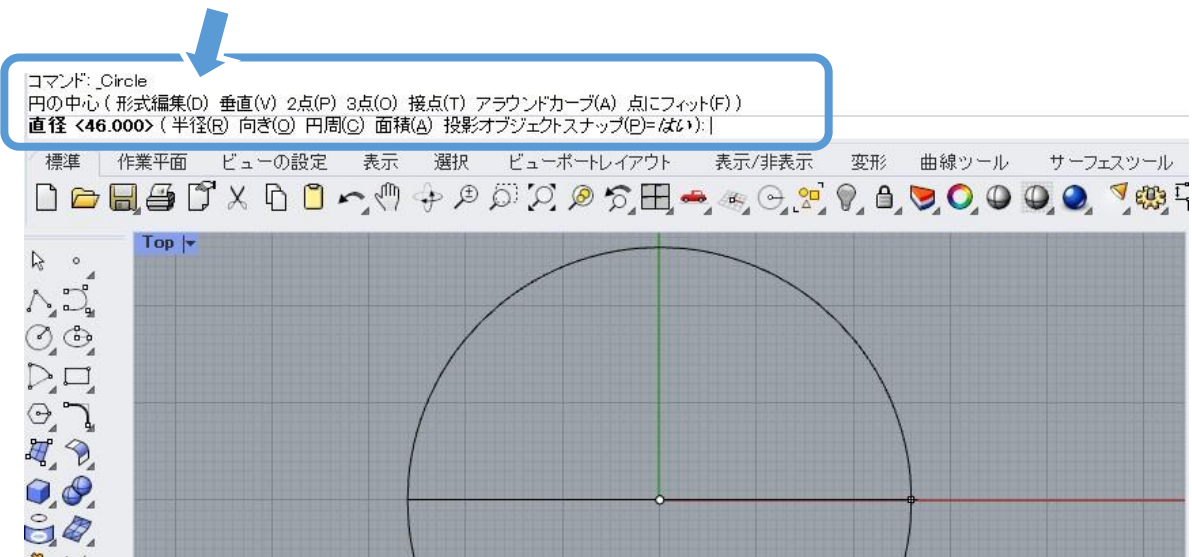 コマンド: _Circle
円の中心 ( 形式編集(D) 垂直(V) 2点(P) 3点(O) 接点(T) アラウンドカーブ(A) 点にフィット(F) )
直径 <46.000> ( 半径(R) 向き(O) 円周(C) 面積(A) 投影オブジェクトスナップ(P)=はい):
標準 作業平面 ビューの設定 表示 選択 ビューポートレイアウト 表示/非表示 変形 曲線ツール サーフェスツール
Top